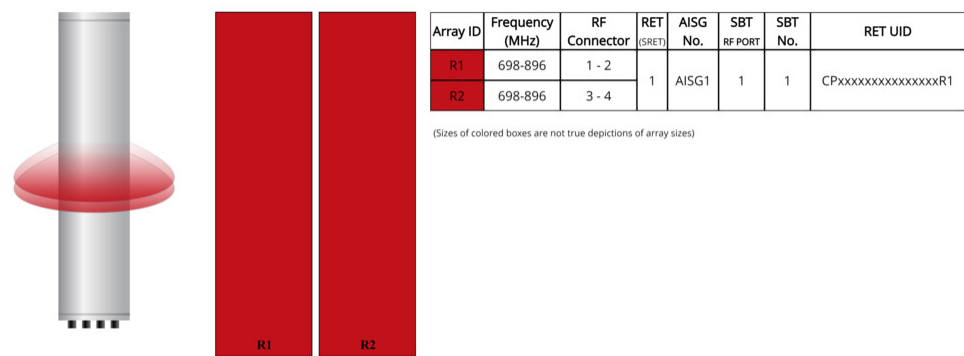 Array ID Frequency (MHz) RF Connector RET (SRET) AISG No. SBT RF PORT SBT No. RET UID
R1 698-896 1 - 2 1 AISG1 1 1 CPxxxxxxxxxxxxxxxxR1
R2 698-896 3 - 4
(Sizes of colored boxes are not true depictions of array sizes)
R1 R2